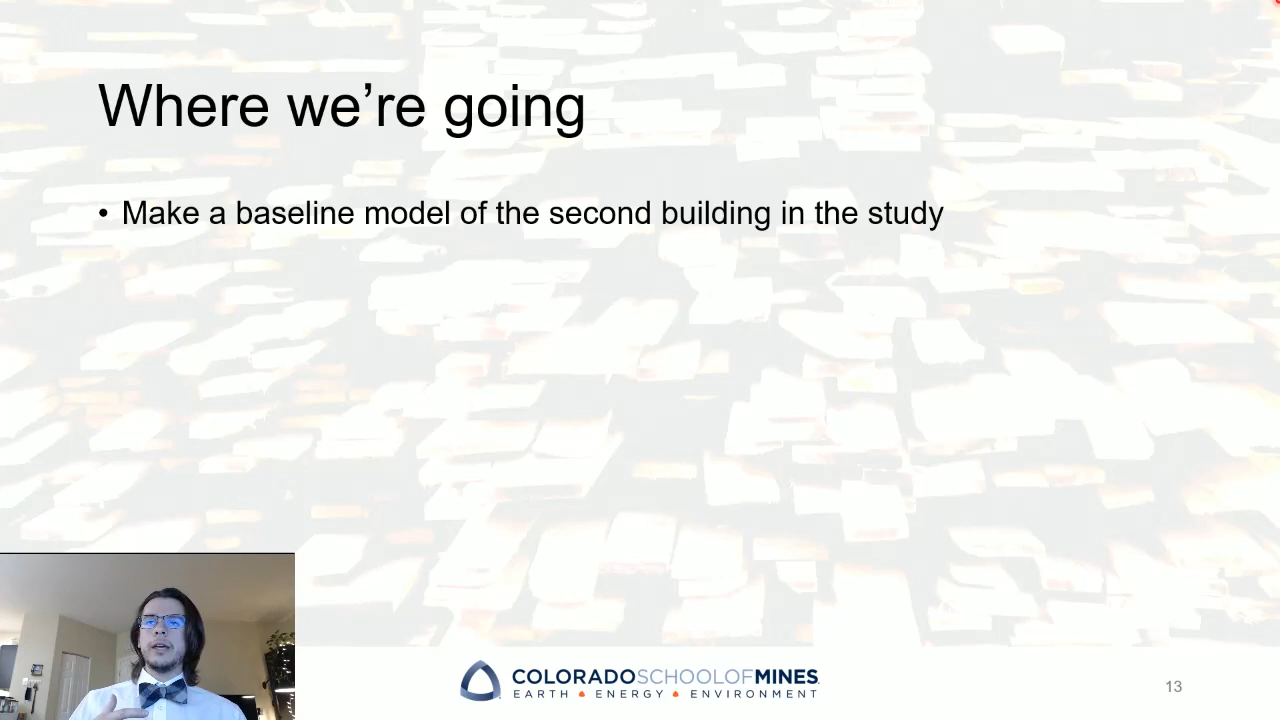 Where we’re going
• Make a baseline model of the second building in the study
COLORADOSCHOOLOFMINES
EARTH • ENERGY • ENVIRONMENT
13